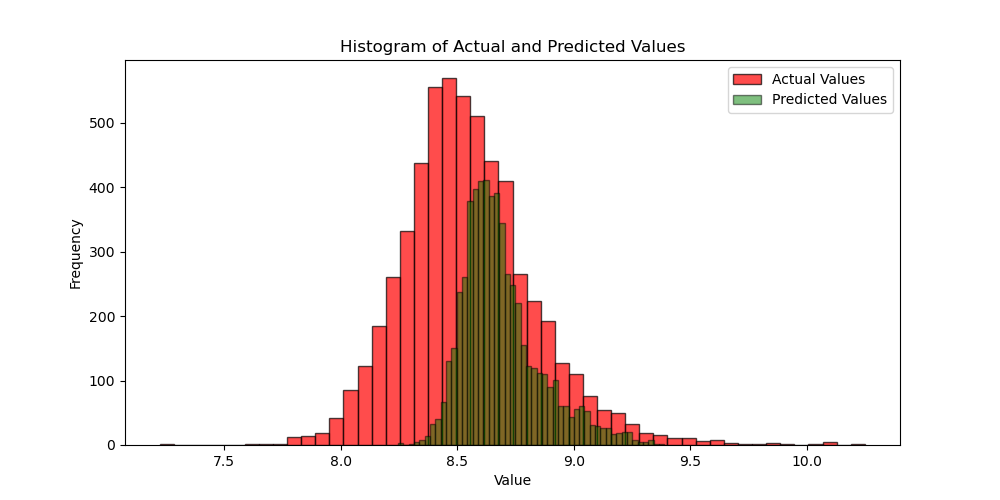 Histogram of Actual and Predicted Values
Actual Values
Predicted Values
Frequency
500
400
300
200
100
0
7.5 8.0 8.5 9.0 9.5 10.0
Value